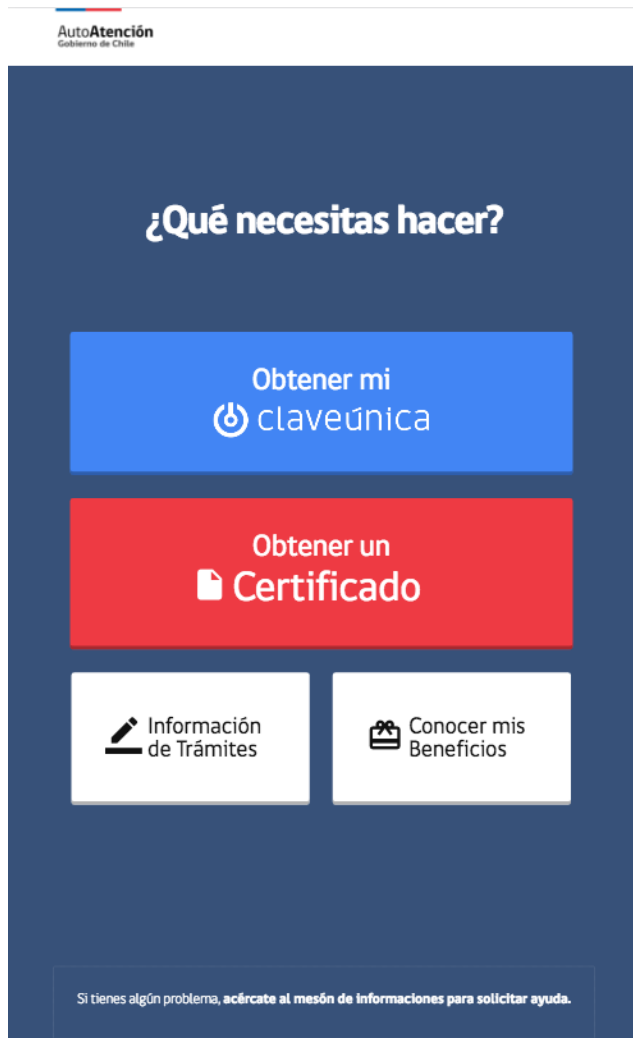 AutoAtención
Gobierno de Chile
¿Qué necesitas hacer?
Obtener mi
claveúnica
Obtener un
Certificado
Información
de Trámites
Conocer mis
Beneficios
Si tienes algún problema, acércate al mesón de informaciones para solicitar ayuda.